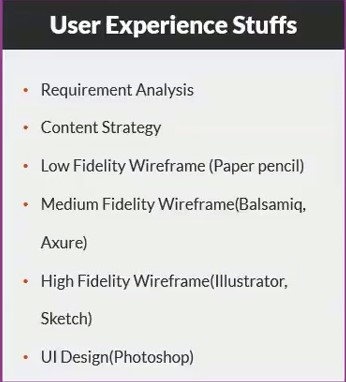 User Experience Stuffs
• Requirement Analysis
• Content Strategy
• Low Fidelity Wireframe (Paper pencil)
• Medium Fidelity Wireframe(Balsamiq,
Axure)
• High Fidelity Wireframe(Illustrator,
Sketch)
• UI Design(Photoshop)